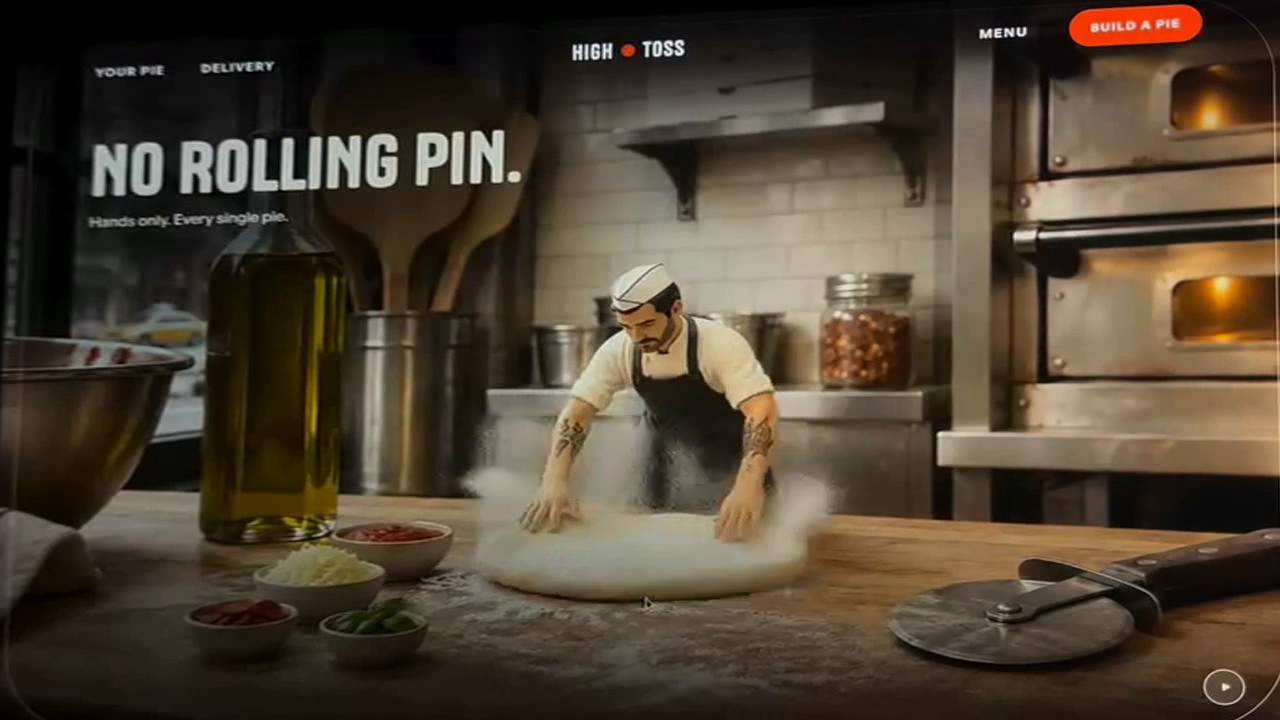 YOUR PIE
DELIVERY
HIGH TOSS
MENU
BUILD A PIE
NO ROLLING PIN.
Hands only. Every single pie.